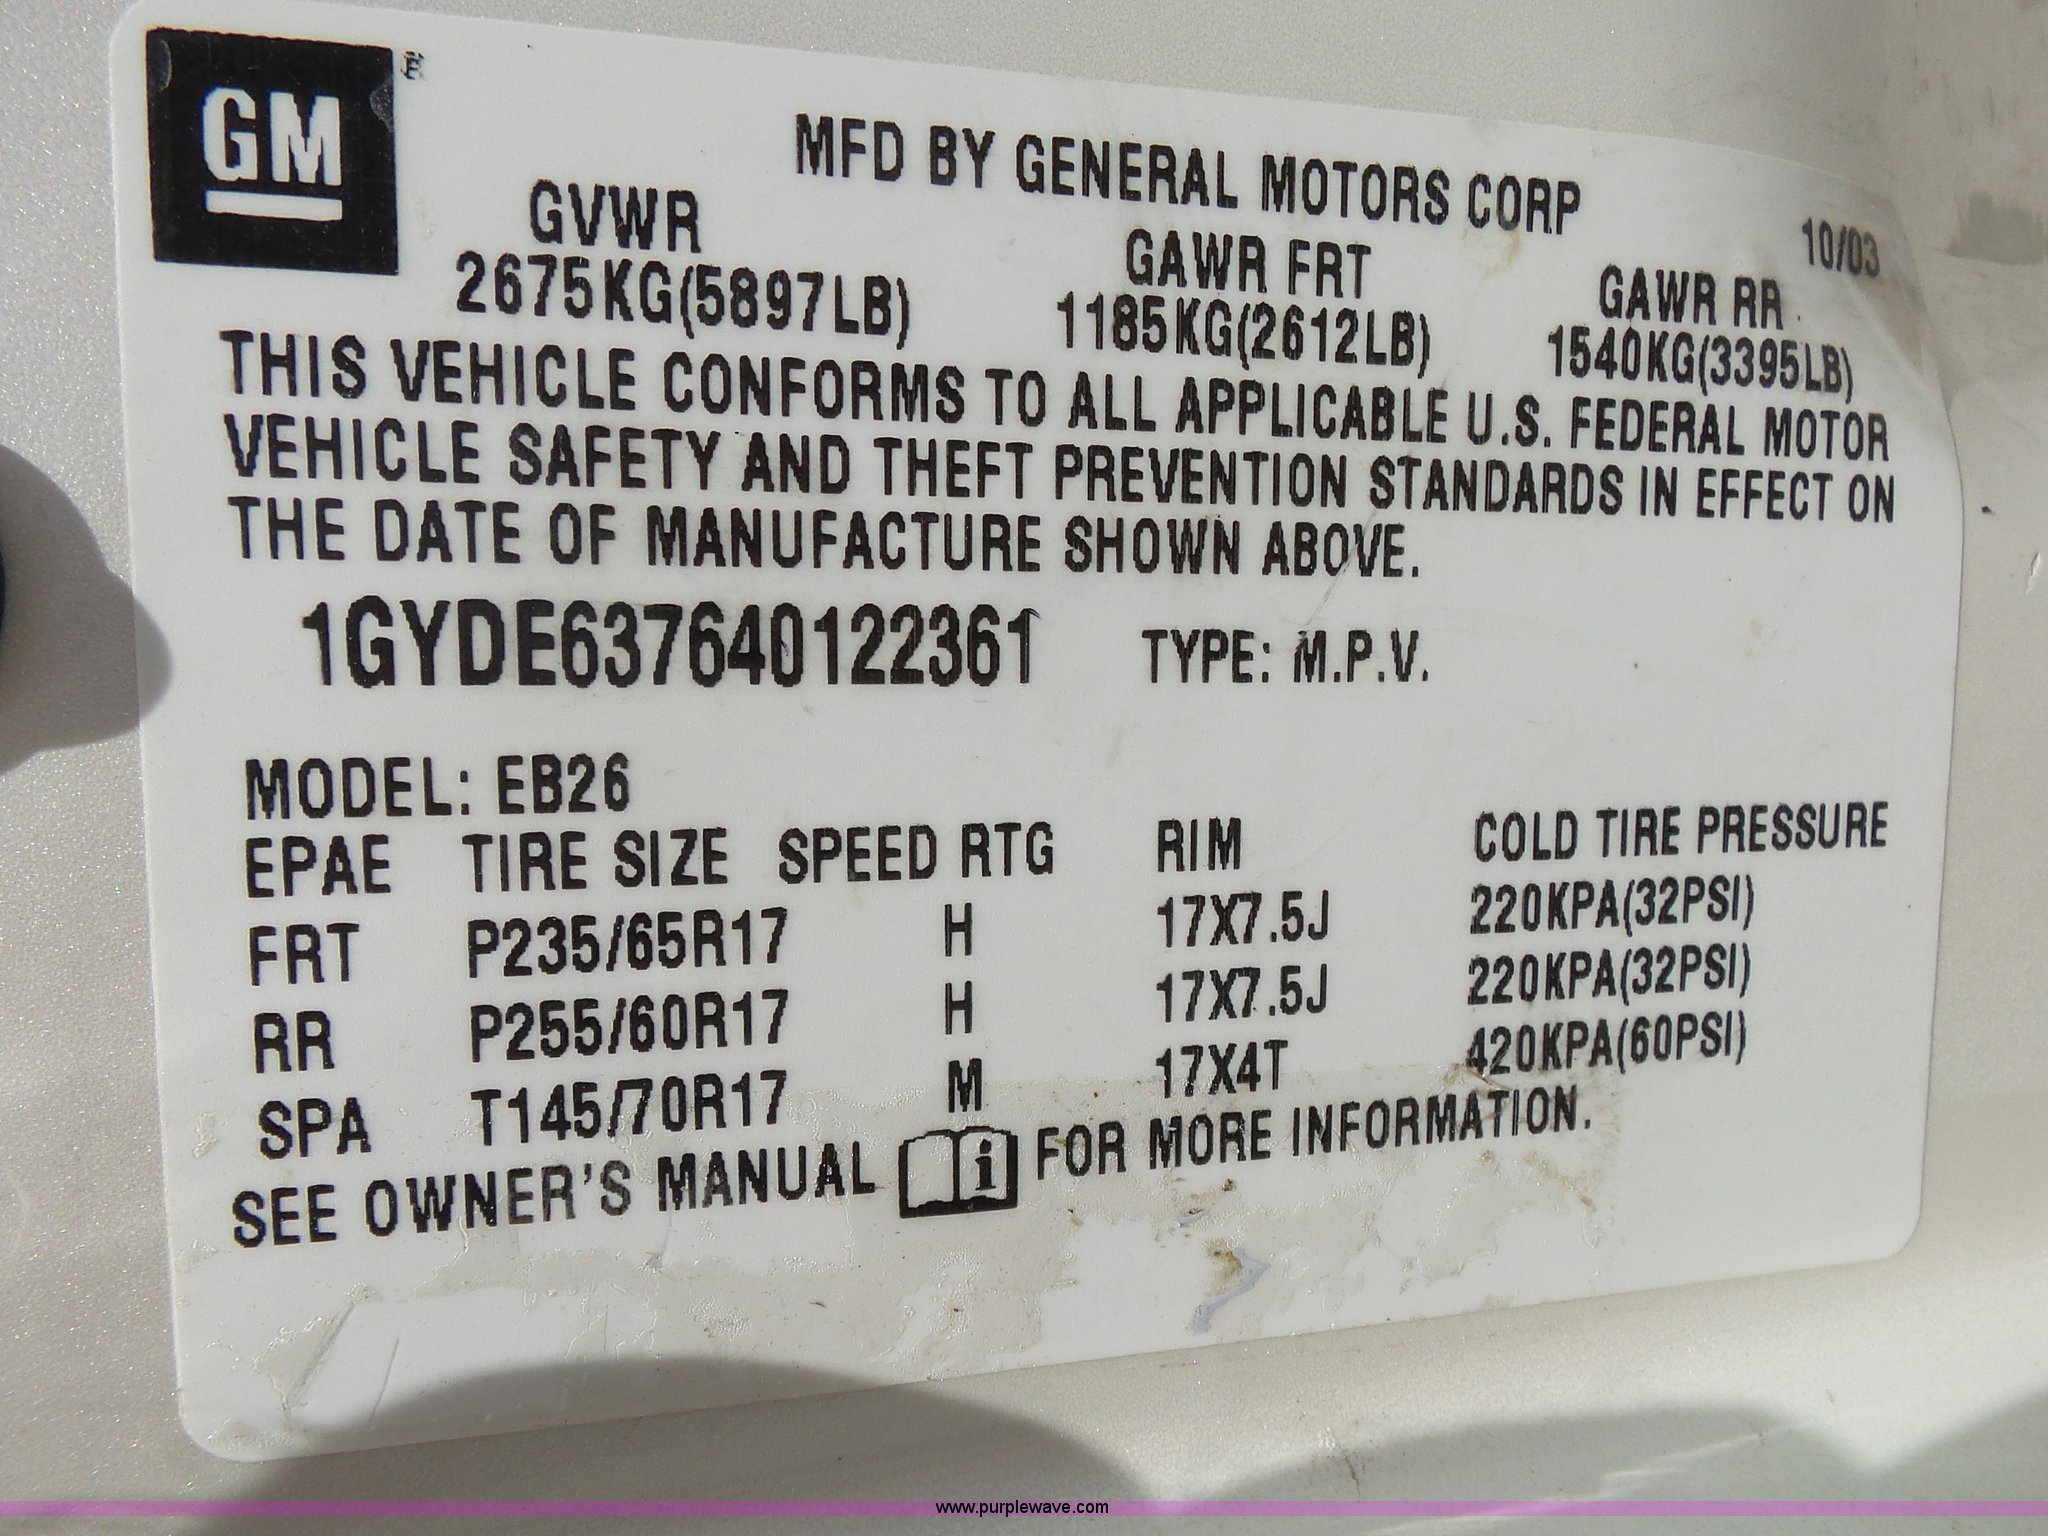 GM
MFD BY GENERAL MOTORS CORP
10/03
GVWR GAWR FRT GAWR RR
2675KG(5897LB) 1185KG(2612LB) 1540KG(3395LB)
THIS VEHICLE CONFORMS TO ALL APPLICABLE U.S. FEDERAL MOTOR
VEHICLE SAFETY AND THEFT PREVENTION STANDARDS IN EFFECT ON
THE DATE OF MANUFACTURE SHOWN ABOVE.
1GYDE637640122361 TYPE: M.P.V.
MODEL: EB26
EPAE TIRE SIZE SPEED RTG RIM COLD TIRE PRESSURE
FRT P235/65R17 H 17X7.5J 220KPA(32PSI)
RR P255/60R17 H 17X7.5J 220KPA(32PSI)
SPA T145/70R17 M 17X4T 420KPA(60PSI)
SEE OWNER'S MANUAL i FOR MORE INFORMATION.
www.purplewave.com